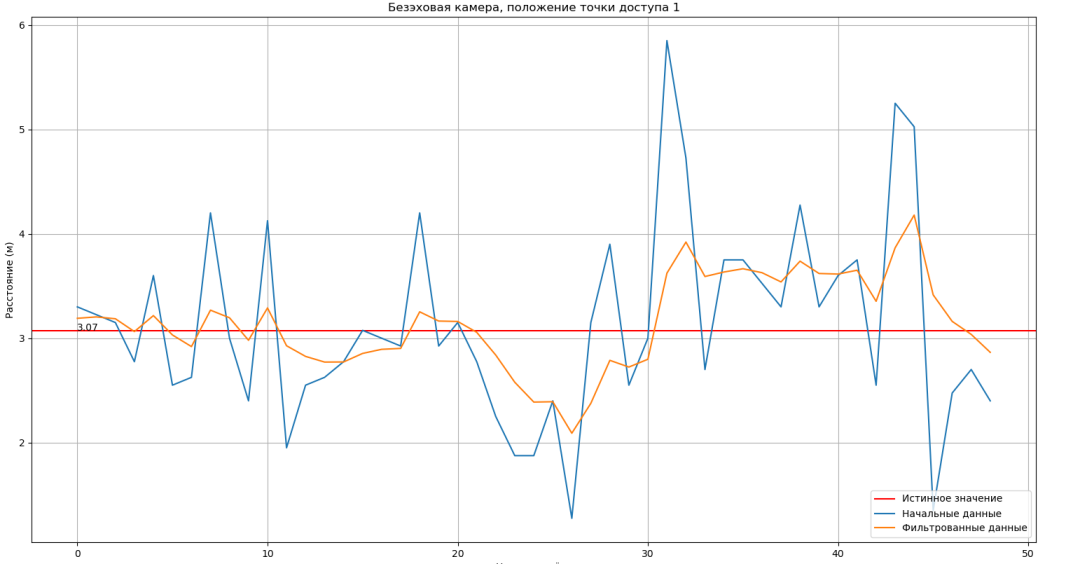 Безэховая камера, положение точки доступа 1
6
5
4
3
2
Расстояние (м)
3.07
Истинное значение
Начальные данные
Фильтрованные данные
0
10
20
30
40
50